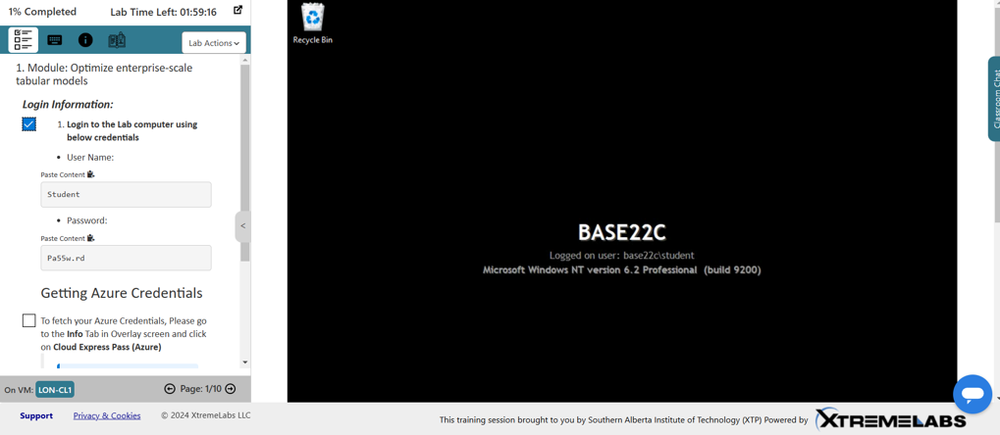 1% Completed
Lab Time Left: 01:59:16
Lab Actions
1. Module: Optimize enterprise-scale
tabular models
Login Information:
1. Login to the Lab computer using
below credentials
• User Name:
Paste Content
Student
• Password:
Paste Content
Pa55w.rd
Getting Azure Credentials
To fetch your Azure Credentials, Please go
to the Info Tab in Overlay screen and click
on Cloud Express Pass (Azure)
On VM: LON-CL1
Page: 1/10
Support
Privacy & Cookies
© 2024 XtremeLabs LLC
Recycle Bin
BASE22C
Logged on user: base22c\student
Microsoft Windows NT version 6.2 Professional (build 9200)
Classroom Chat
This training session brought to you by Southern Alberta Institute of Technology (XTP) Powered by
XTREMELABS